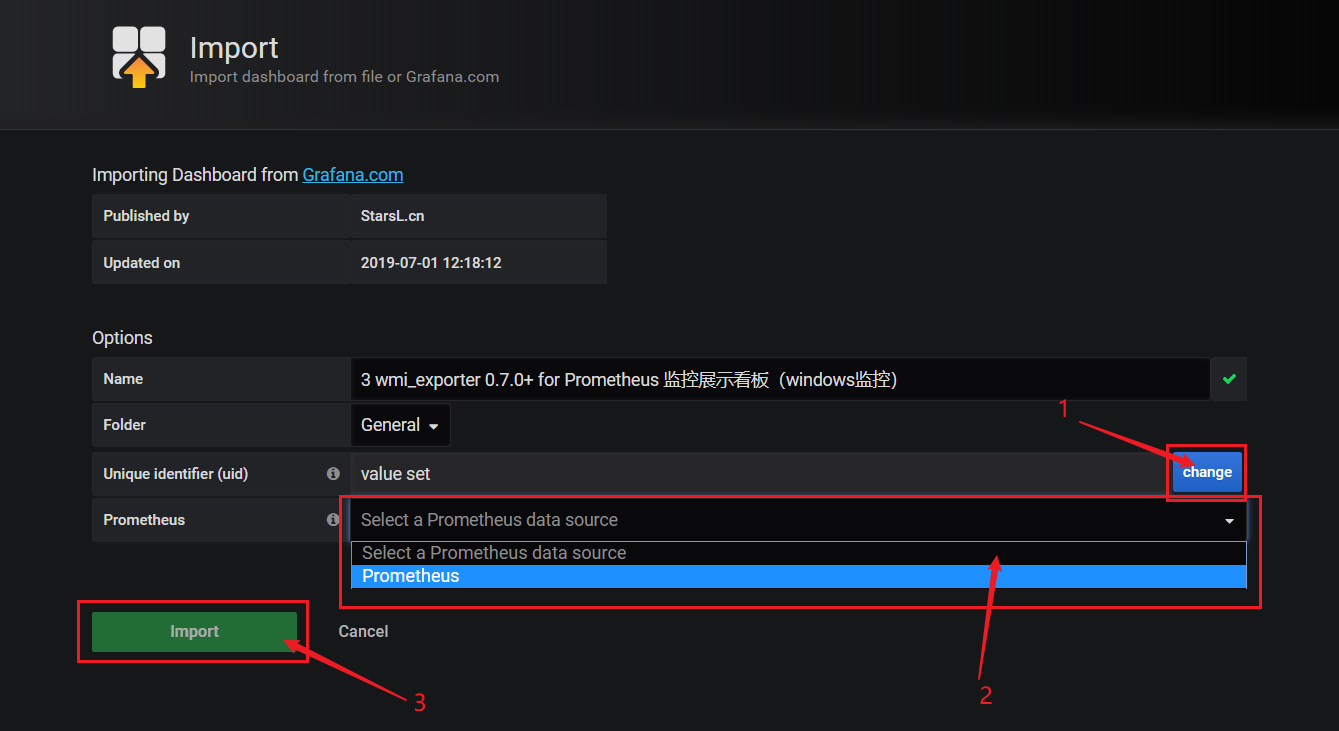 Import
Import dashboard from file or Grafana.com
Importing Dashboard from Grafana.com
Published by StarsL.cn
Updated on 2019-07-01 12:18:12
Options
Name 3 wmi_exporter 0.7.0+ for Prometheus 监控展示看板（windows监控）
1
Folder General
Unique identifier (uid) value set change
Prometheus Select a Prometheus data source
Select a Prometheus data source
Prometheus
Import Cancel
2
3